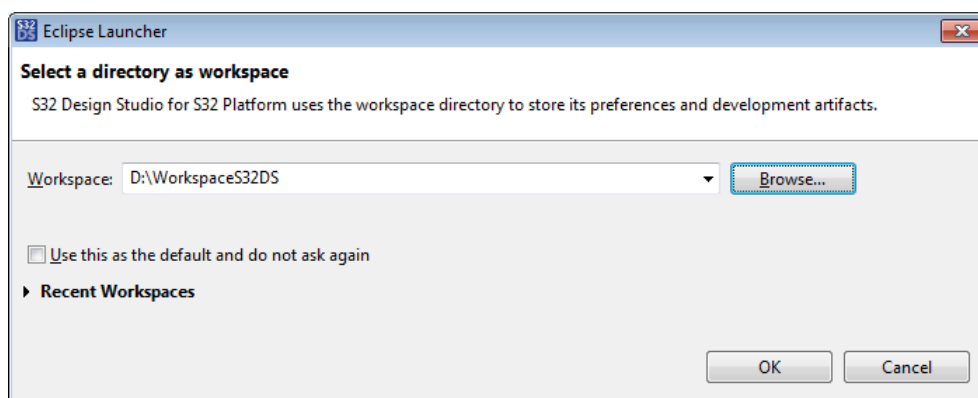 S32
DS
Eclipse Launcher
Select a directory as workspace
S32 Design Studio for S32 Platform uses the workspace directory to store its preferences and development artifacts.
Workspace: D:\WorkspaceS32DS Browse...
Use this as the default and do not ask again
Recent Workspaces
OK Cancel